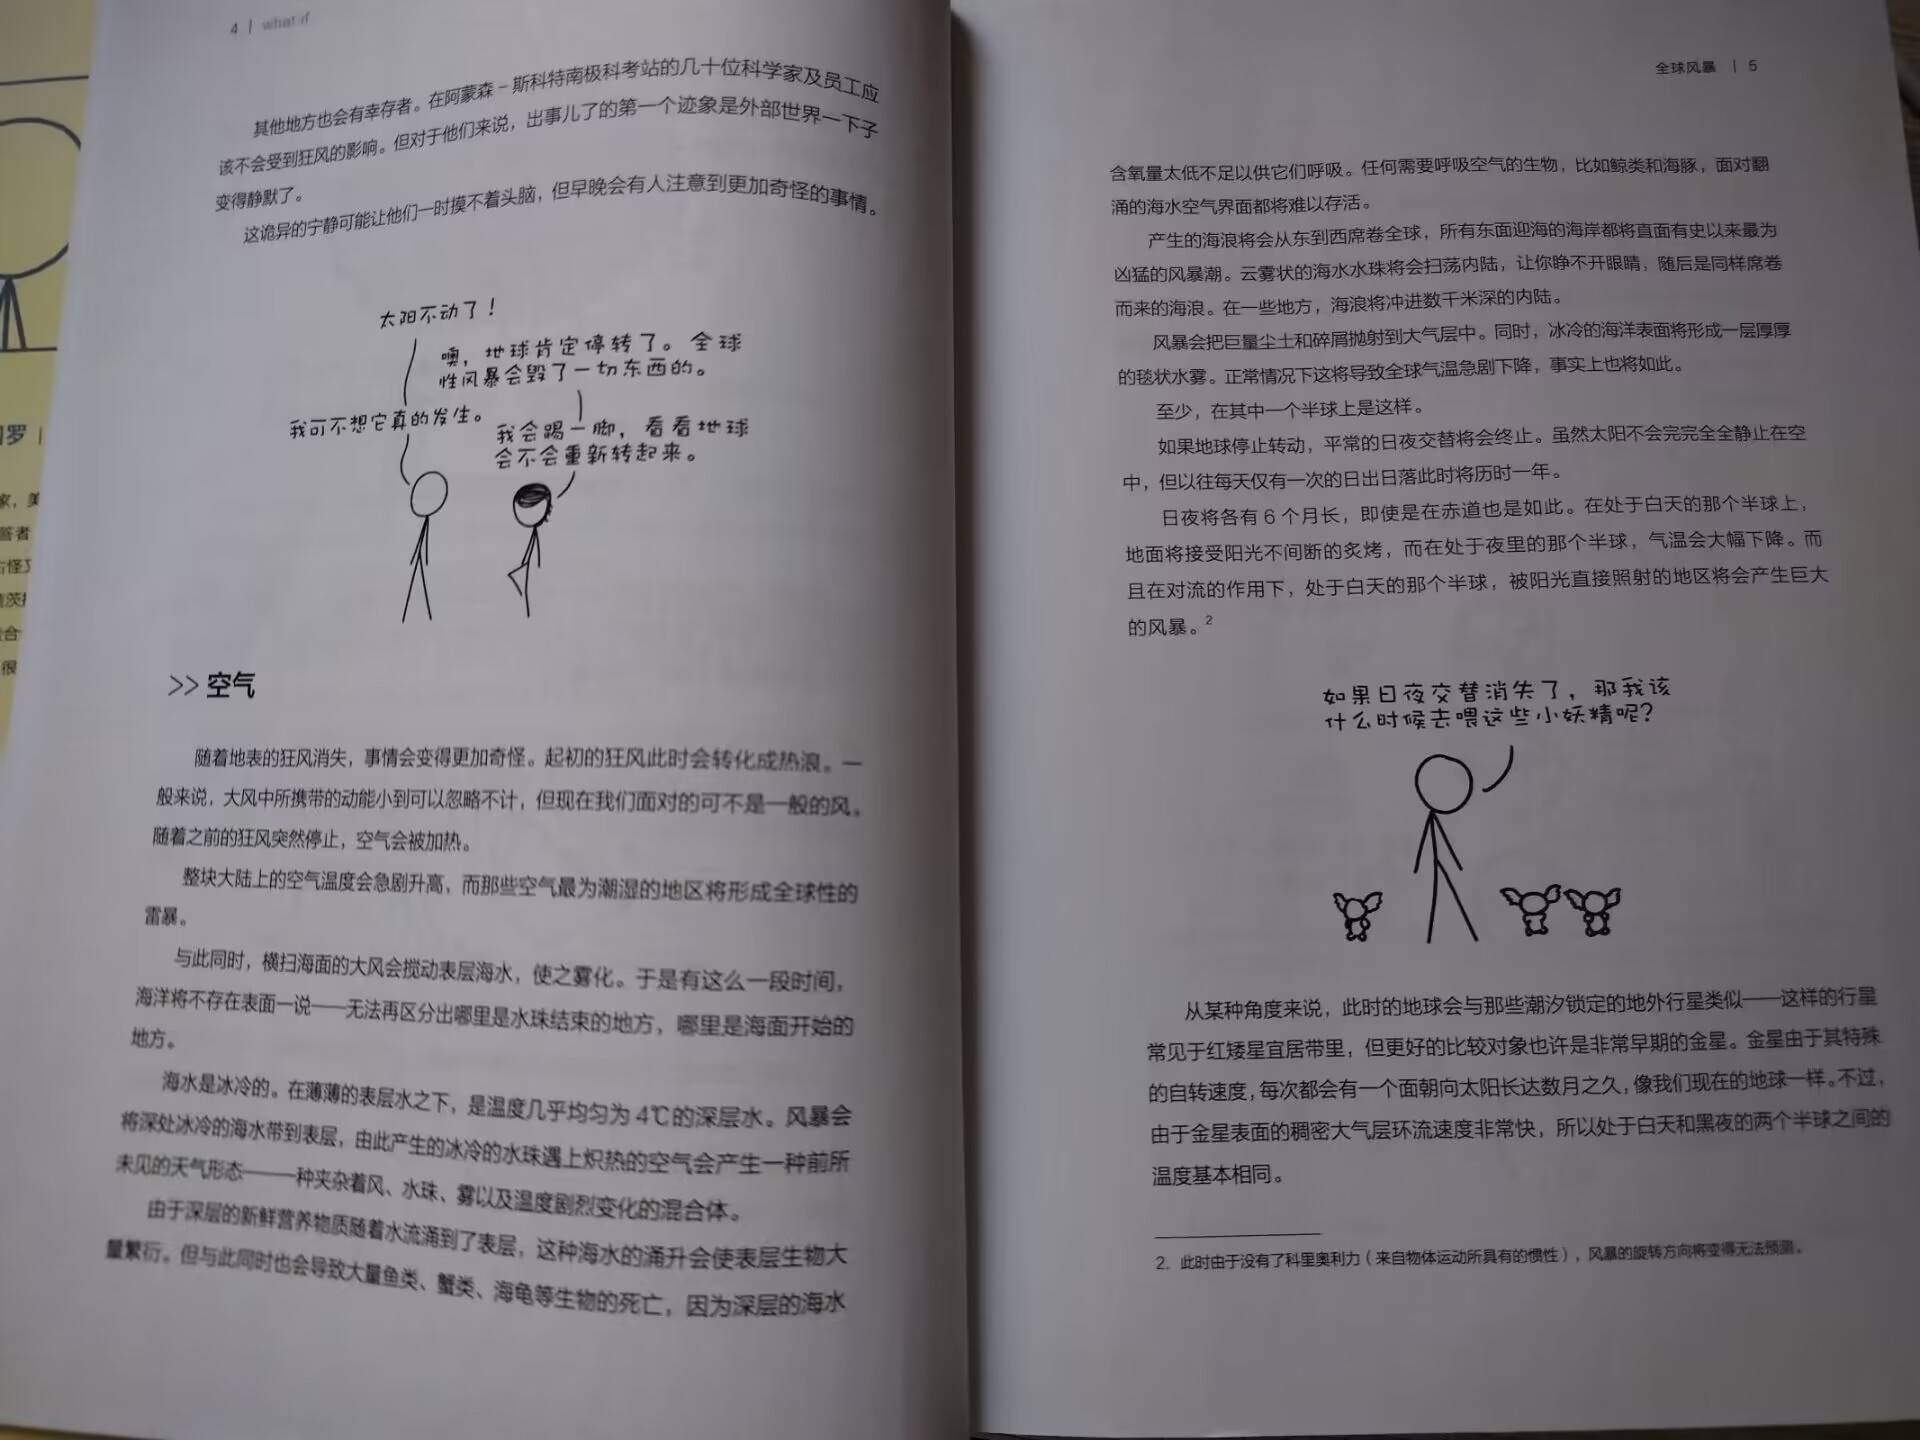 4 | what if
其他地方也会有幸存者。在阿蒙森－斯科特南极科考站的几十位科学家及员工应
该不会受到狂风的影响。但对于他们来说，出事儿了的第一个迹象是外部世界一下子
变得静默了。
这诡异的宁静可能让他们一时摸不着头脑，但早晚会有人注意到更加奇怪的事情。
太阳不动了！
噢，地球肯定停转了。全球
性风暴会毁了一切东西的。
我可不想它真的发生。
我会踢一脚，看看地球
会不会重新转起来。
>> 空气
随着地表的狂风消失，事情会变得更加奇怪。起初的狂风此时会转化成热浪。一
般来说，大风中所携带的动能小到可以忽略不计，但现在我们面对的可不是一般的风。
随着之前的狂风突然停止，空气会被加热。
整块大陆上的空气温度会急剧升高，而那些空气最为潮湿的地区将形成全球性的
雷暴。
与此同时，横扫海面的大风会搅动表层海水，使之雾化。于是有这么一段时间，
海洋将不存在表面一说——无法再区分出哪里是水珠结束的地方，哪里是海面开始的
地方。
海水是冰冷的。在薄薄的表层水之下，是温度几乎均匀为 4℃的深层水。风暴会
将深处冰冷的海水带到表层，由此产生的冰冷的水珠遇上炽热的空气会产生一种前所
未见的天气形态——一种夹杂着风、水珠、雾以及温度剧烈变化的混合体。
由于深层的新鲜营养物质随着水流涌到了表层，这种海水的涌升会使表层生物大
量繁衍。但与此同时也会导致大量鱼类、蟹类、海龟等生物的死亡，因为深层的海水
全球风暴 | 5
含氧量太低不足以供它们呼吸。任何需要呼吸空气的生物，比如鲸类和海豚，面对翻
涌的海水空气界面都将难以存活。
产生的海浪将会从东到西席卷全球，所有东面迎海的海岸都将直面有史以来最为
凶猛的风暴潮。云雾状的海水水珠将会扫荡内陆，让你睁不开眼睛，随后是同样席卷
而来的海浪。在一些地方，海浪将冲进数千米深的内陆。
风暴会把巨量尘土和碎屑抛射到大气层中。同时，冰冷的海洋表面将形成一层厚厚
的毯状水雾。正常情况下这将导致全球气温急剧下降，事实上也将如此。
至少，在其中一个半球上是这样。
如果地球停止转动，平常的日夜交替将会终止。虽然太阳不会完完全全静止在空
中，但以往每天仅有一次的日出日落此时将历时一年。
日夜将各有 6 个月长，即使是在赤道也是如此。在处于白天的那个半球上，
地面将接受阳光不间断的炙烤，而在处于夜里的那个半球，气温会大幅下降。而
且在对流的作用下，处于白天的那个半球，被阳光直接照射的地区将会产生巨大
的风暴。2
如果日夜交替消失了，那我该
什么时候去喂这些小妖精呢？
从某种角度来说，此时的地球会与那些潮汐锁定的地外行星类似——这样的行星
常见于红矮星宜居带里，但更好的比较对象也许是非常早期的金星。金星由于其特殊
的自转速度，每次都会有一个面朝向太阳长达数月之久，像我们现在的地球一样。不过，
由于金星表面的稠密大气层环流速度非常快，所以处于白天和黑夜的两个半球之间的
温度基本相同。
2. 此时由于没有了科里奥利力（来自物体运动所具有的惯性），风暴的旋转方向将变得无法预测。